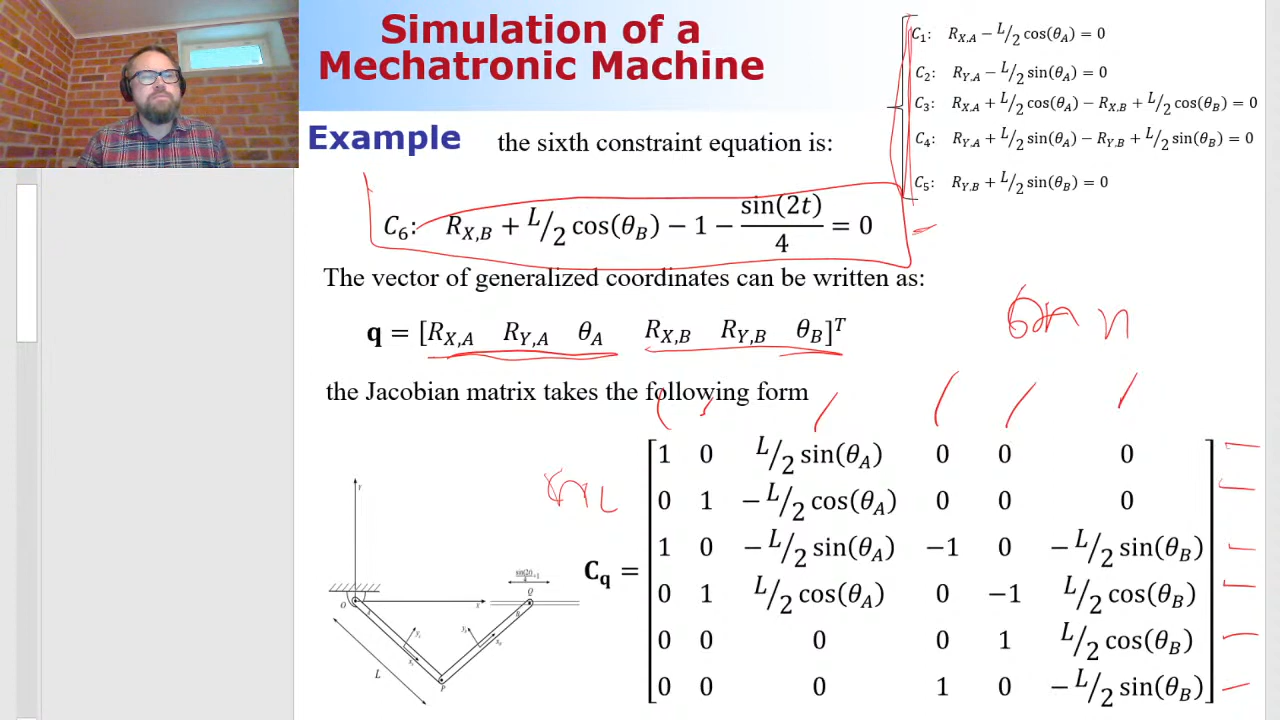 Simulation of a
Mechatronic Machine
C₁: R_{X,A} − L/2 cos(θ_A) = 0
C₂: R_{Y,A} − L/2 sin(θ_A) = 0
C₃: R_{X,A} + L/2 cos(θ_A) − R_{X,B} + L/2 cos(θ_B) = 0
C₄: R_{Y,A} + L/2 sin(θ_A) − R_{Y,B} + L/2 sin(θ_B) = 0
C₅: R_{Y,B} + L/2 sin(θ_B) = 0
Example the sixth constraint equation is:
C₆: R_{X,B} + L/2 cos(θ_B) − 1 − sin(2t)/4 = 0
The vector of generalized coordinates can be written as:
q = [R_{X,A} R_{Y,A} θ_A R_{X,B} R_{Y,B} θ_B]^T
the Jacobian matrix takes the following form
C_q =
1 0 L/2 sin(θ_A) 0 0 0
0 1 − L/2 cos(θ_A) 0 0 0
1 0 − L/2 sin(θ_A) −1 0 − L/2 sin(θ_B)
0 1 L/2 cos(θ_A) 0 −1 L/2 cos(θ_B)
0 0 0 0 1 L/2 cos(θ_B)
0 0 0 1 0 − L/2 sin(θ_B)
Y
sin(2t)/4 +1
O
X
Q
L
P